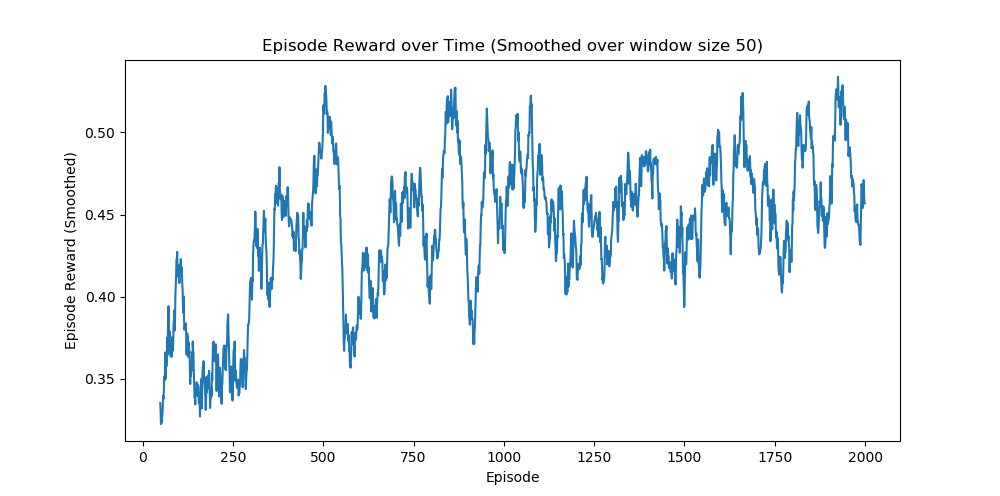 Episode Reward over Time (Smoothed over window size 50)
Episode Reward (Smoothed)
0.50
0.45
0.40
0.35
0 250 500 750 1000 1250 1500 1750 2000
Episode